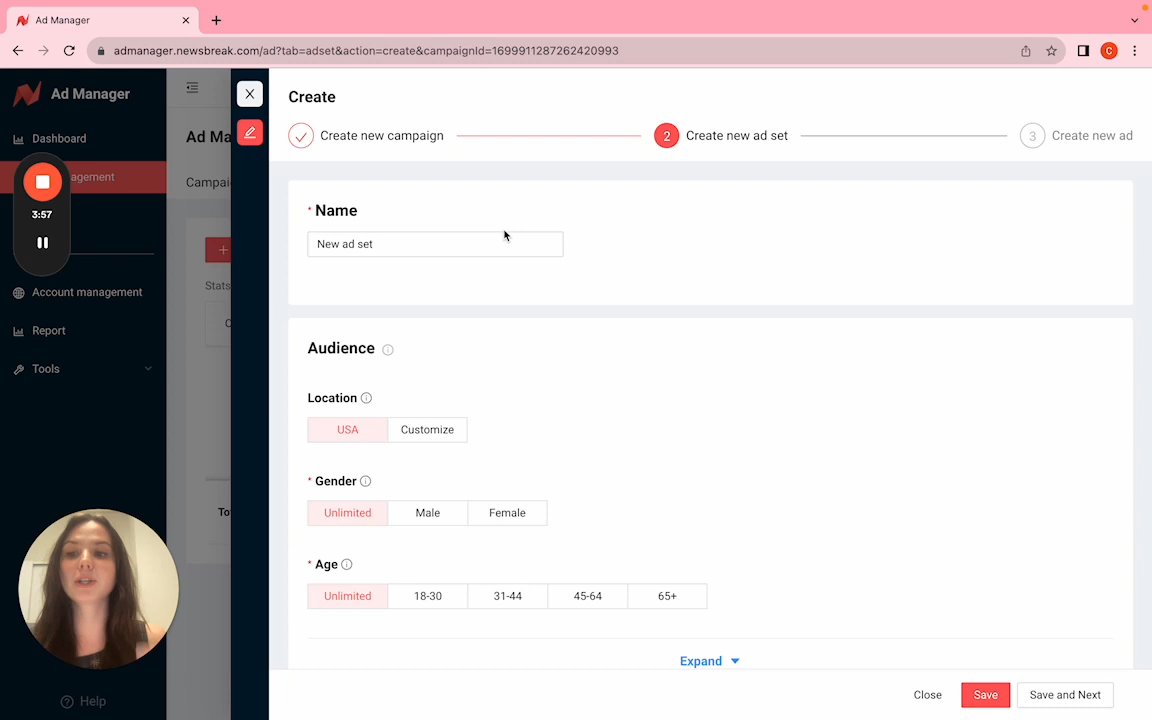 Ad Manager
admanager.newsbreak.com/ad?tab=adset&action=create&campaignId=1699911287262420993
C
Ad Manager
Dashboard
agement
3:57
Account management
Report
Tools
Help
Ad Ma
Campai
+
Stats
C
To
Create
Create new campaign
2 Create new ad set
3 Create new ad
* Name
New ad set
Audience
Location
USA
Customize
* Gender
Unlimited
Male
Female
* Age
Unlimited
18-30
31-44
45-64
65+
Expand
Close
Save
Save and Next